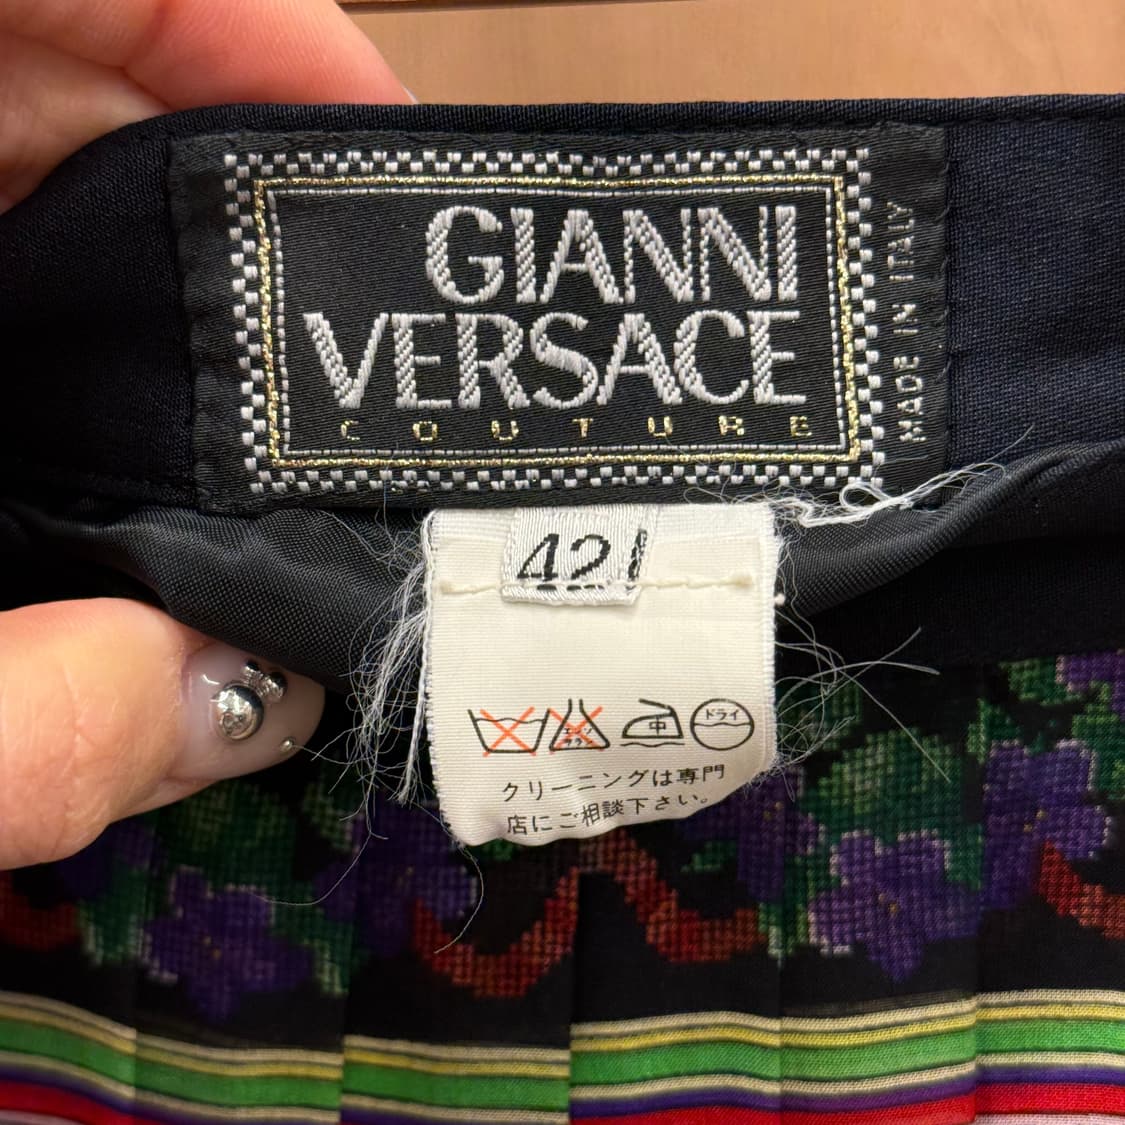 GIANNI
VERSACE
COUTURE
MADE IN ITALY
42
中
ドライ
クリーニングは専門
店にご相談下さい。